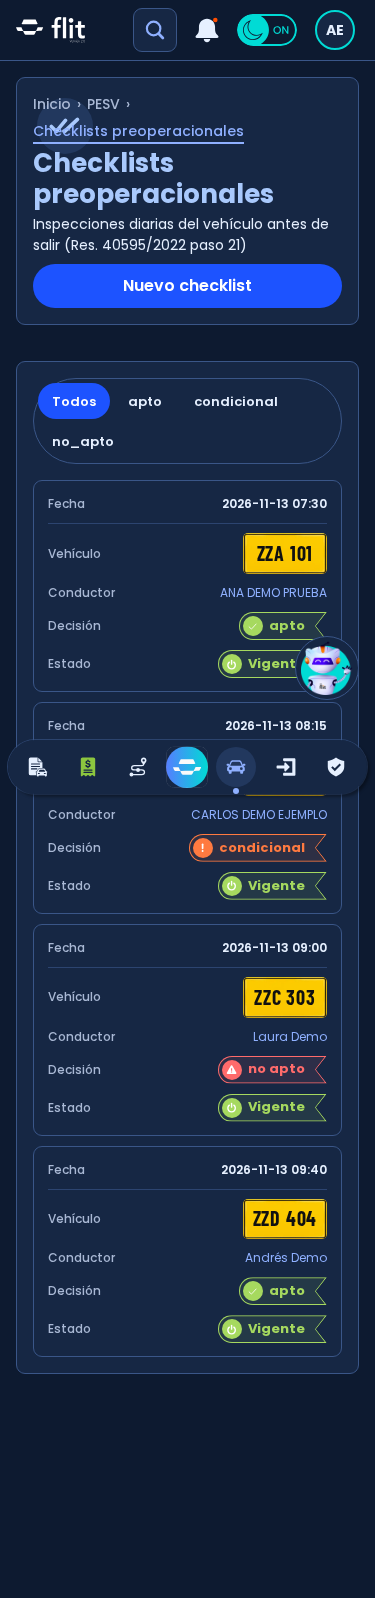 flit
ON
AE
Inicio › PESV ›
Checklists preoperacionales
Checklists
preoperacionales
Inspecciones diarias del vehículo antes de
salir (Res. 40595/2022 paso 21)
Nuevo checklist
Todos apto condicional
no_apto
Fecha 2026-11-13 07:30
Vehículo ZZA 101
Conductor ANA DEMO PRUEBA
Decisión apto
Estado Vigent
Fecha 2026-11-13 08:15
Conductor CARLOS DEMO EJEMPLO
Decisión condicional
Estado Vigente
Fecha 2026-11-13 09:00
Vehículo ZZC 303
Conductor Laura Demo
Decisión no apto
Estado Vigente
Fecha 2026-11-13 09:40
Vehículo ZZD 404
Conductor Andrés Demo
Decisión apto
Estado Vigente